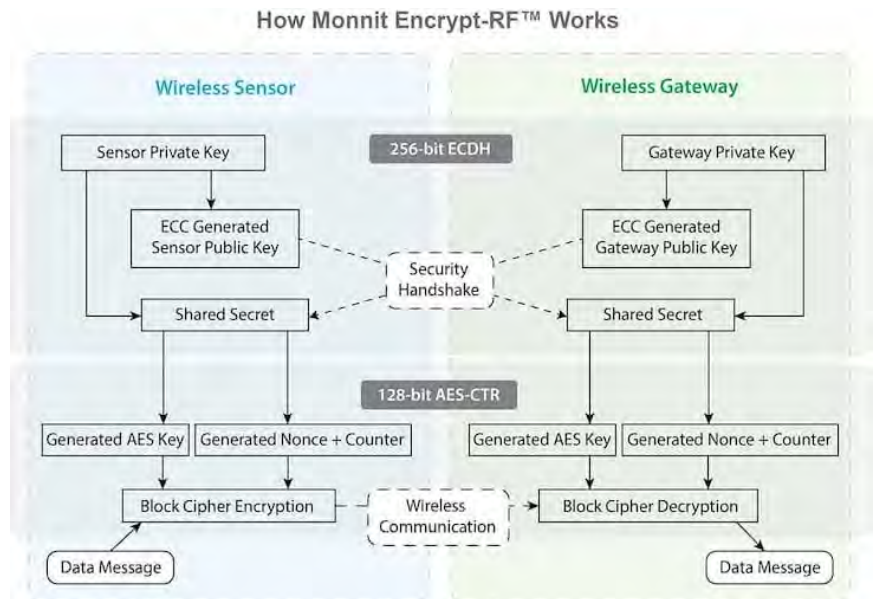 How Monnit Encrypt-RF™ Works
Wireless Sensor
Wireless Gateway
Sensor Private Key
256-bit ECDH
Gateway Private Key
ECC Generated
Sensor Public Key
ECC Generated
Gateway Public Key
Security
Handshake
Shared Secret
Shared Secret
128-bit AES-CTR
Generated AES Key
Generated Nonce + Counter
Generated AES Key
Generated Nonce + Counter
Block Cipher Encryption
Wireless
Communication
Block Cipher Decryption
Data Message
Data Message